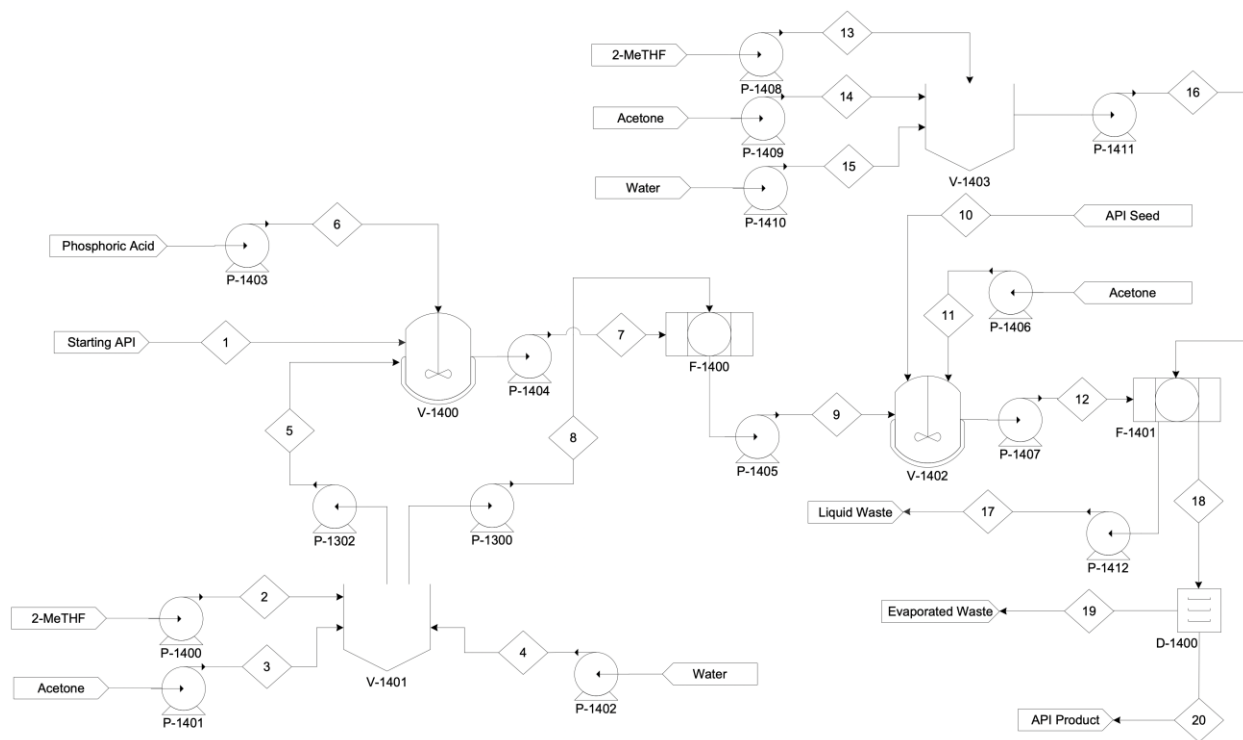 13
2-MeTHF
P-1408
14
16
Acetone
P-1409
P-1411
15
Water
P-1410
V-1403
10
API Seed
6
Phosphoric Acid
P-1403
11
Acetone
P-1406
Starting API
1
7
P-1404
F-1400
V-1400
12
5
8
9
P-1405
P-1407
F-1401
V-1402
P-1302
P-1300
Liquid Waste
17
18
P-1412
2-MeTHF
2
P-1400
Evaporated Waste
19
D-1400
3
4
Acetone
P-1401
V-1401
P-1402
Water
API Product
20